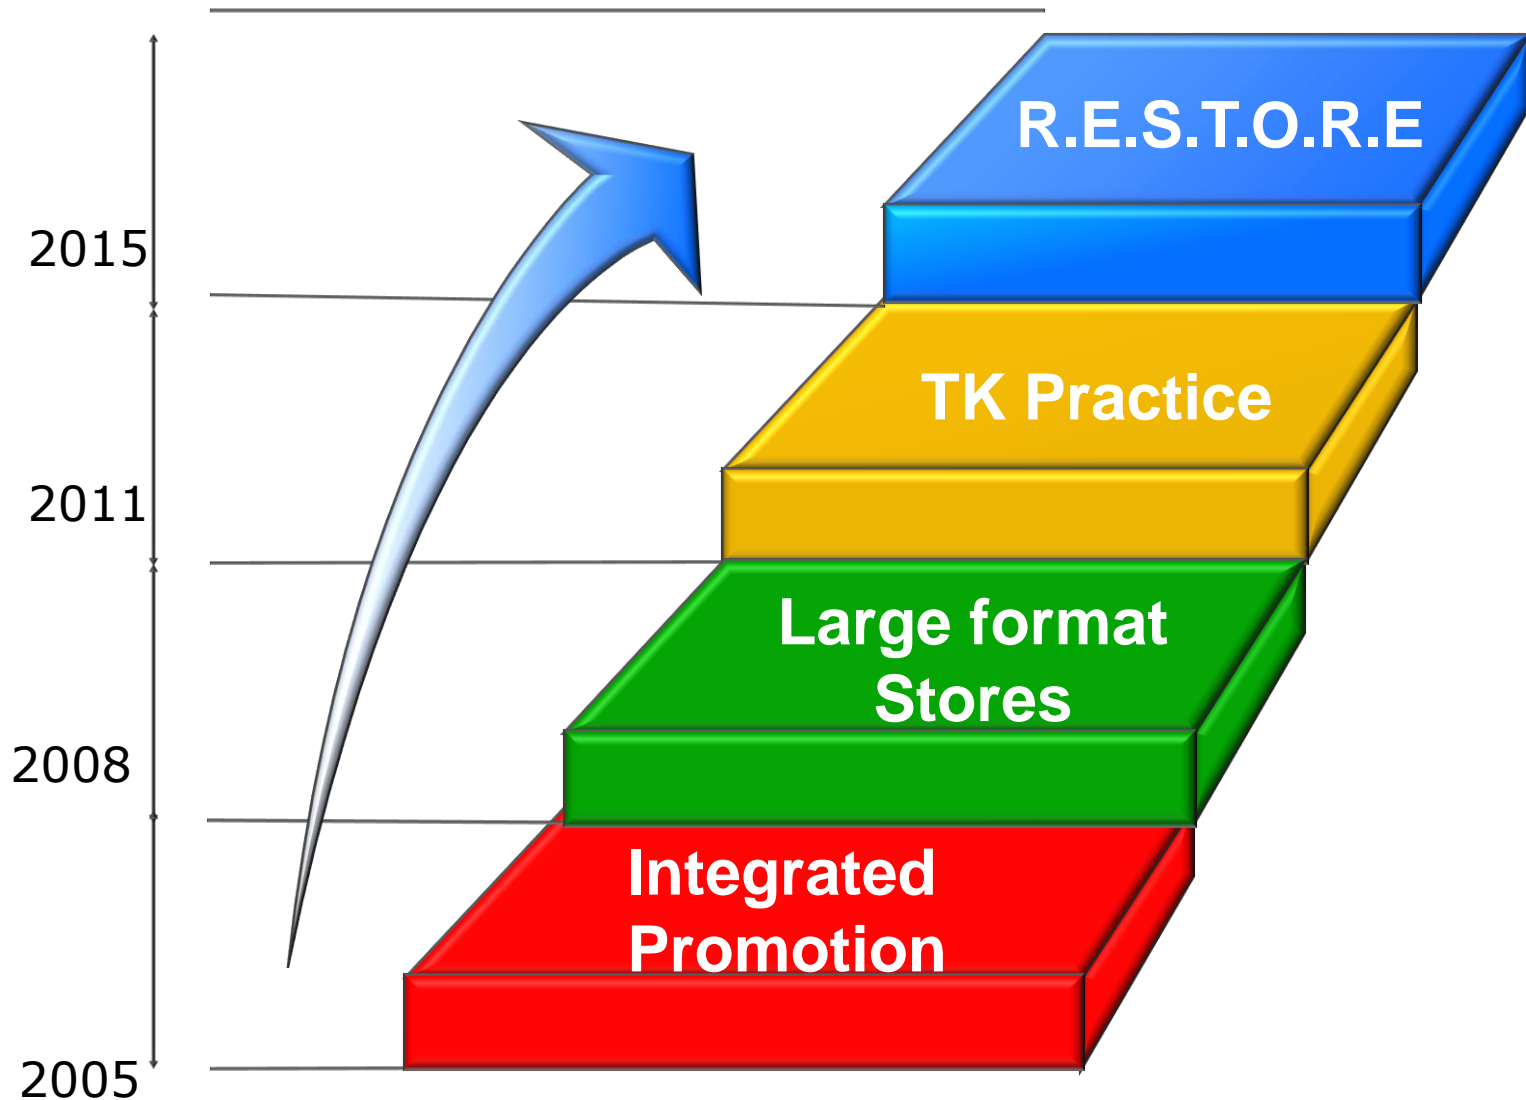 R.E.S.T.O.R.E
2015
TK Practice
2011
Large format
Stores
2008
Integrated
Promotion
2005